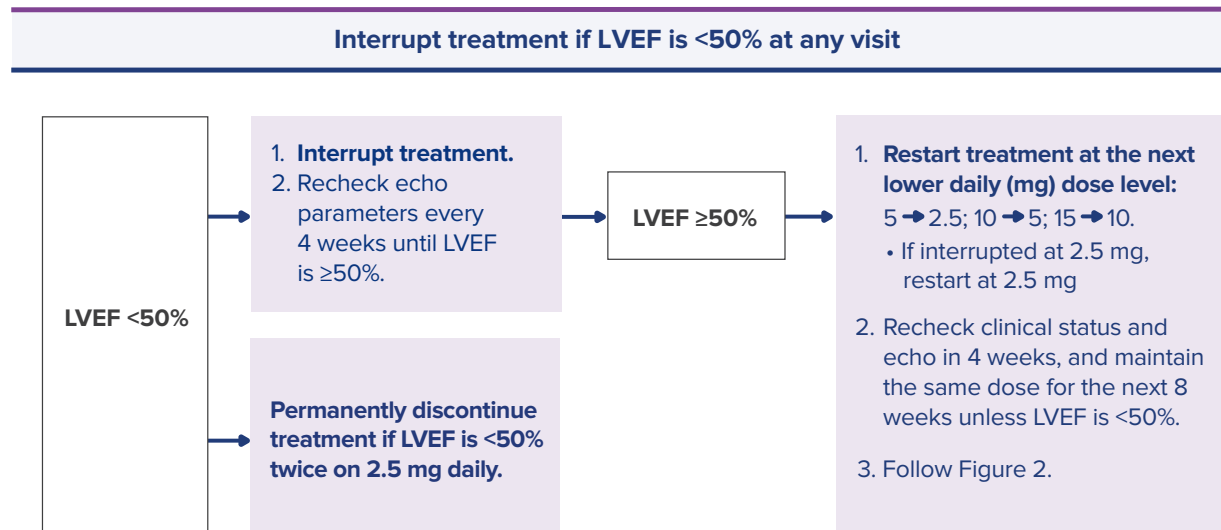 Interrupt treatment if LVEF is <50% at any visit
LVEF <50%
1. Interrupt treatment.
2. Recheck echo
parameters every
4 weeks until LVEF
is ≥50%.
Permanently discontinue
treatment if LVEF is <50%
twice on 2.5 mg daily.
LVEF ≥50%
1. Restart treatment at the next
lower daily (mg) dose level:
5 → 2.5; 10 → 5; 15 → 10.
• If interrupted at 2.5 mg,
restart at 2.5 mg
2. Recheck clinical status and
echo in 4 weeks, and maintain
the same dose for the next 8
weeks unless LVEF is <50%.
3. Follow Figure 2.